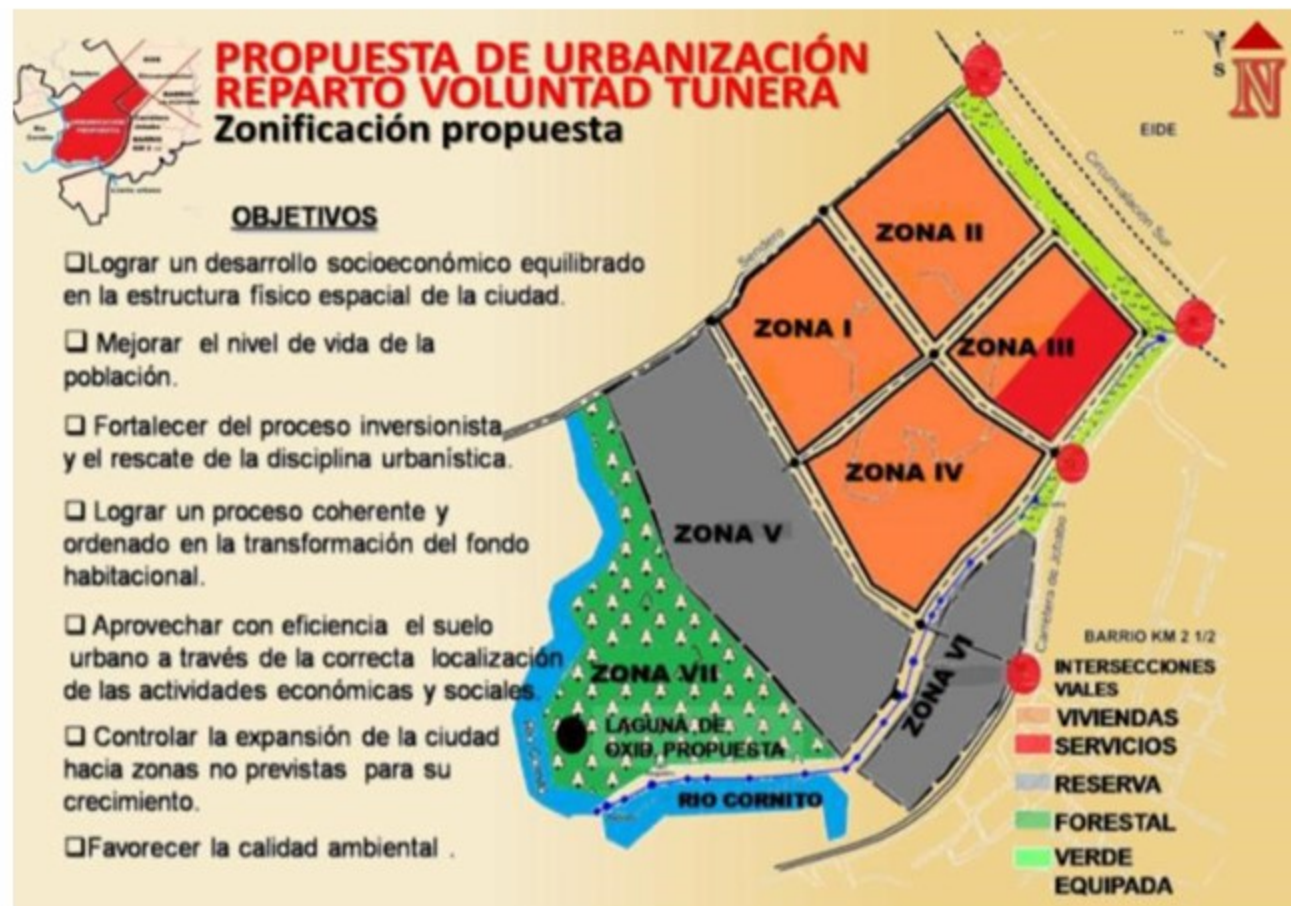 PROPUESTA DE URBANIZACIÓN
REPARTO VOLUNTAD TUNERA
Zonificación propuesta
N
EIDE
Circunvalación Sur
Sendero
OBJETIVOS
❑Lograr un desarrollo socioeconómico equilibrado
en la estructura físico espacial de la ciudad.
❑ Mejorar el nivel de vida de la
población.
❑ Fortalecer del proceso inversionista
y el rescate de la disciplina urbanística.
❑ Lograr un proceso coherente y
ordenado en la transformación del fondo
habitacional.
❑ Aprovechar con eficiencia el suelo
urbano a través de la correcta localización
de las actividades económicas y sociales.
❑ Controlar la expansión de la ciudad
hacia zonas no previstas para su
crecimiento.
❑Favorecer la calidad ambiental .
ZONA II
ZONA I
ZONA III
ZONA IV
ZONA V
ZONA VI
ZONA VII
LAGUNA DE
OXID. PROPUESTA
RIO CORNITO
Carretera de Jobabo
BARRIO KM 2 1/2
INTERSECCIONES
VIALES
VIVIENDAS
SERVICIOS
RESERVA
FORESTAL
VERDE
EQUIPADA